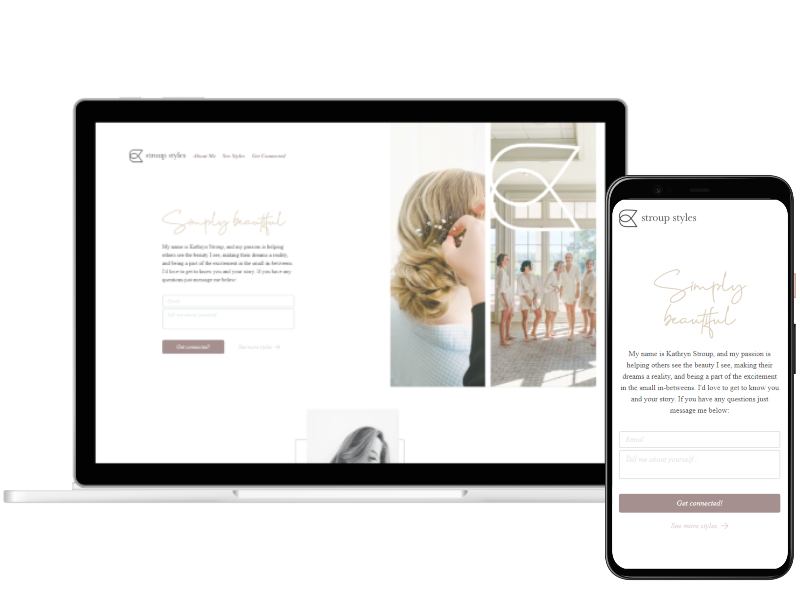 stroup styles About Me See Styles Get Connected
Simply beautiful
My name is Kathryn Stroup, and my passion is helping
others see the beauty I see, making their dreams a reality,
and being a part of the excitement in the small in-betweens.
I'd love to get to know you and your story. If you have any
questions just message me below:
Email
Tell me about yourself..
Get connected!
See more styles →
stroup styles
Simply
beautiful
My name is Kathryn Stroup, and my passion is
helping others see the beauty I see, making their
dreams a reality, and being a part of the excitement
in the small in-betweens. I'd love to get to know you
and your story. If you have any questions just
message me below:
Email
Tell me about yourself..
Get connected!
See more styles →